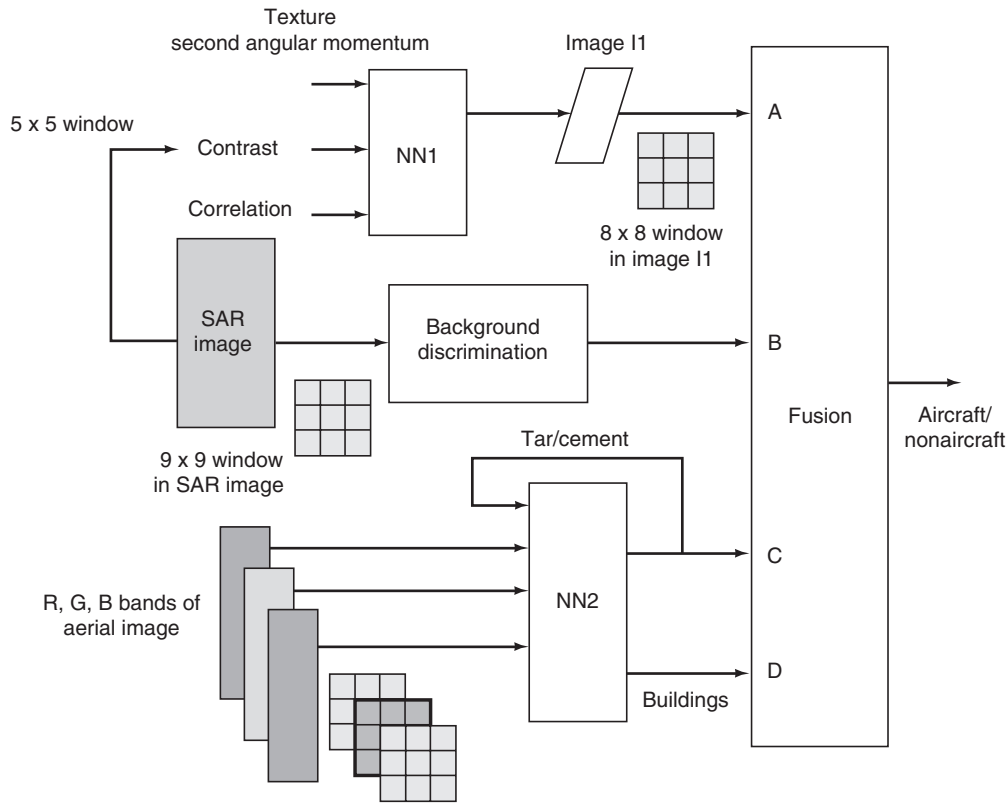 Texture
second angular momentum
Image I1
5 x 5 window
A
Contrast
NN1
Correlation
8 x 8 window
in image I1
SAR
image
Background
discrimination
B
Fusion
Aircraft/
nonaircraft
Tar/cement
9 x 9 window
in SAR image
C
R, G, B bands of
aerial image
NN2
D
Buildings